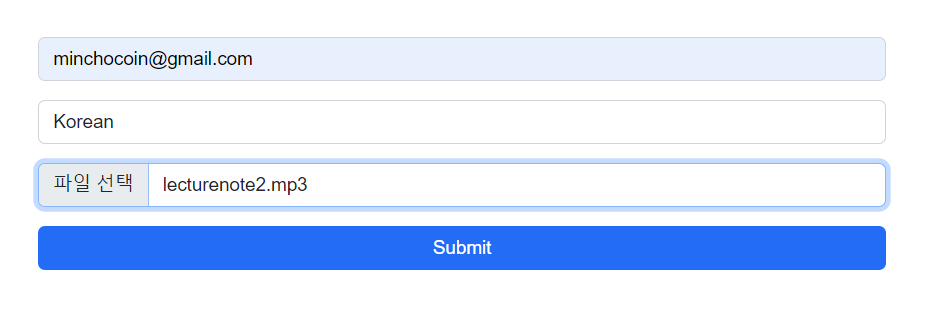 minchocoin@gmail.com
Korean
파일 선택 lecturenote2.mp3
Submit